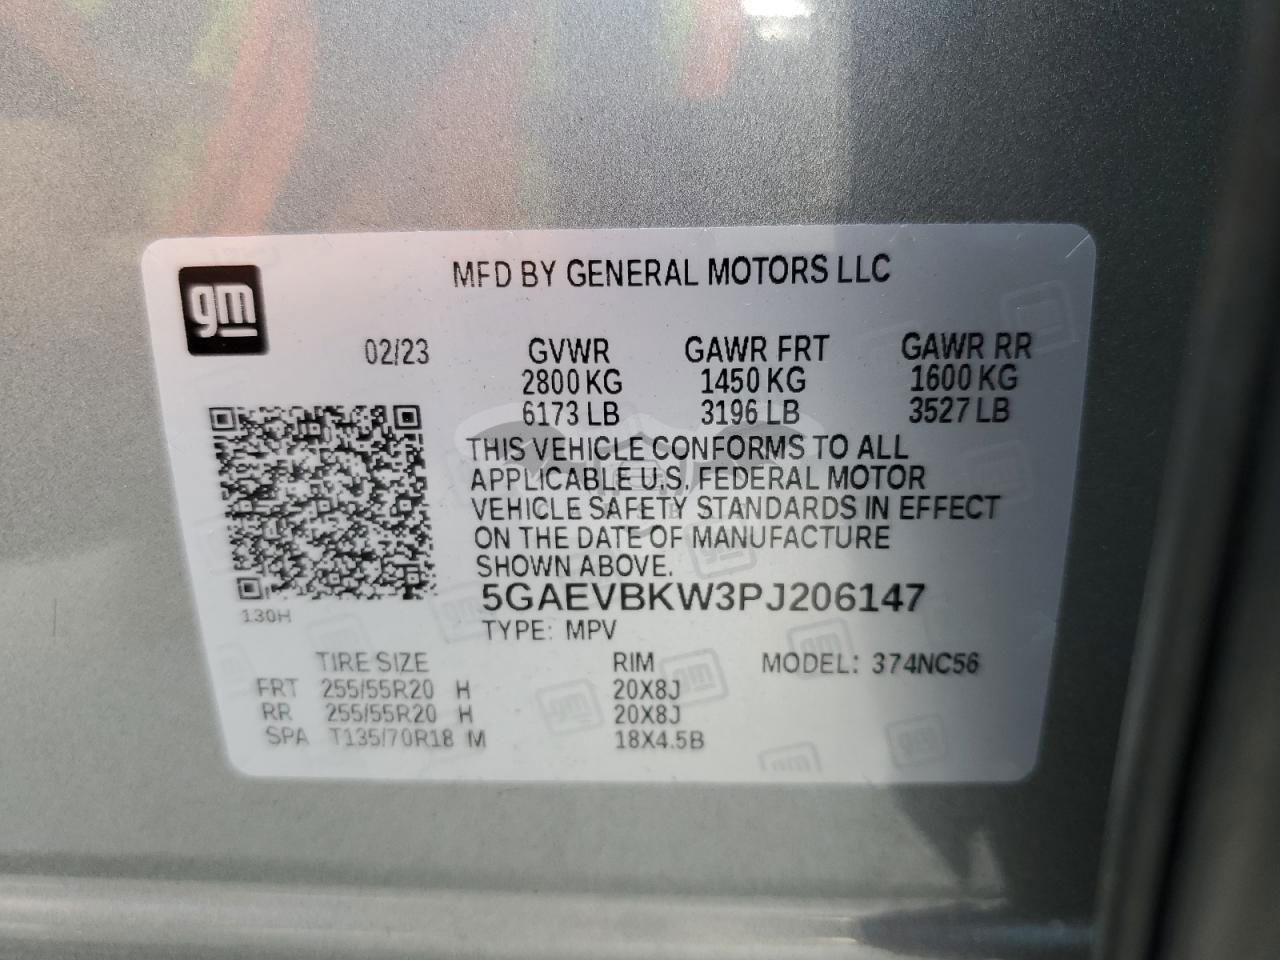 MFD BY GENERAL MOTORS LLC
gm
02/23 GVWR GAWR FRT GAWR RR
2800 KG 1450 KG 1600 KG
6173 LB 3196 LB 3527 LB
THIS VEHICLE CONFORMS TO ALL
APPLICABLE U.S. FEDERAL MOTOR
VEHICLE SAFETY STANDARDS IN EFFECT
ON THE DATE OF MANUFACTURE
SHOWN ABOVE.
5GAEVBKW3PJ206147
130H
TYPE: MPV
TIRE SIZE RIM MODEL: 374NC56
FRT 255/55R20 H 20X8J
RR 255/55R20 H 20X8J
SPA T135/70R18 M 18X4.5B